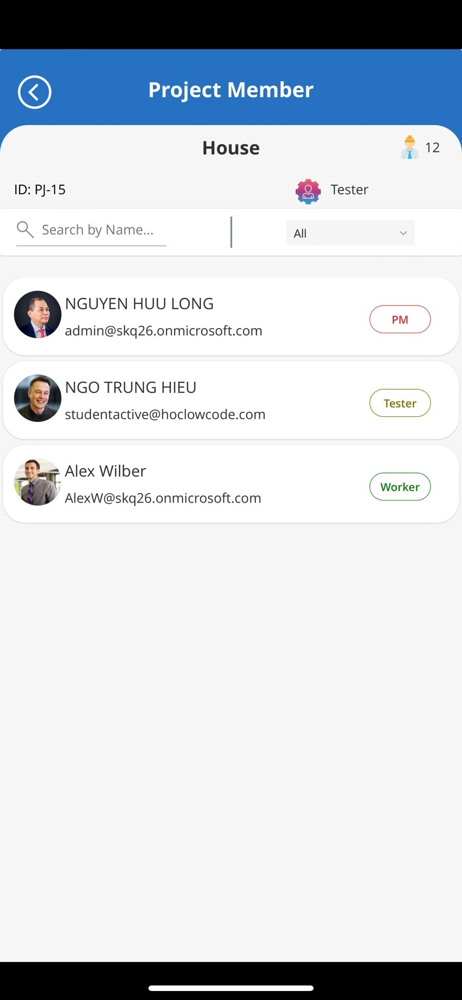 Project Member
House
12
ID: PJ-15
Tester
Search by Name...
All
NGUYEN HUU LONG
admin@skq26.onmicrosoft.com
PM
NGO TRUNG HIEU
studentactive@hoclowcode.com
Tester
Alex Wilber
AlexW@skq26.onmicrosoft.com
Worker